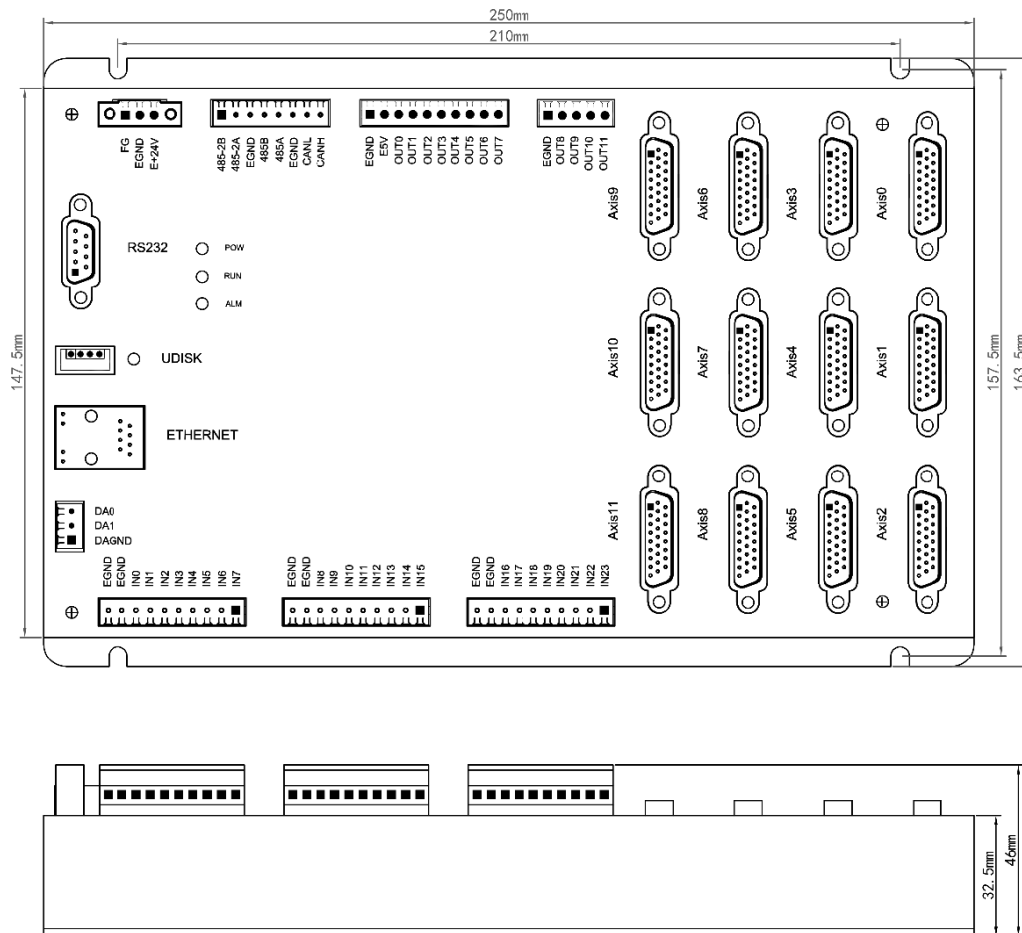 250mm
210mm
FG
EGND
E+24V
485-2B
485-2A
EGND
485B
485A
EGND
CANL
CANH
EGND
E5V
OUT0
OUT1
OUT2
OUT3
OUT4
OUT5
OUT6
OUT7
EGND
OUT8
OUT9
OUT10
OUT11
Axis9
Axis6
Axis3
Axis0
RS232
POW
RUN
ALM
147.5mm
UDISK
Axis10
Axis7
Axis4
Axis1
157.5mm
163.5mm
ETHERNET
DA0
DA1
DAGND
Axis11
Axis8
Axis5
Axis2
EGND
EGND
IN0
IN1
IN2
IN3
IN4
IN5
IN6
IN7
EGND
EGND
IN8
IN9
IN10
IN11
IN12
IN13
IN14
IN15
EGND
EGND
IN16
IN17
IN18
IN19
IN20
IN21
IN22
IN23
32.5mm
46mm